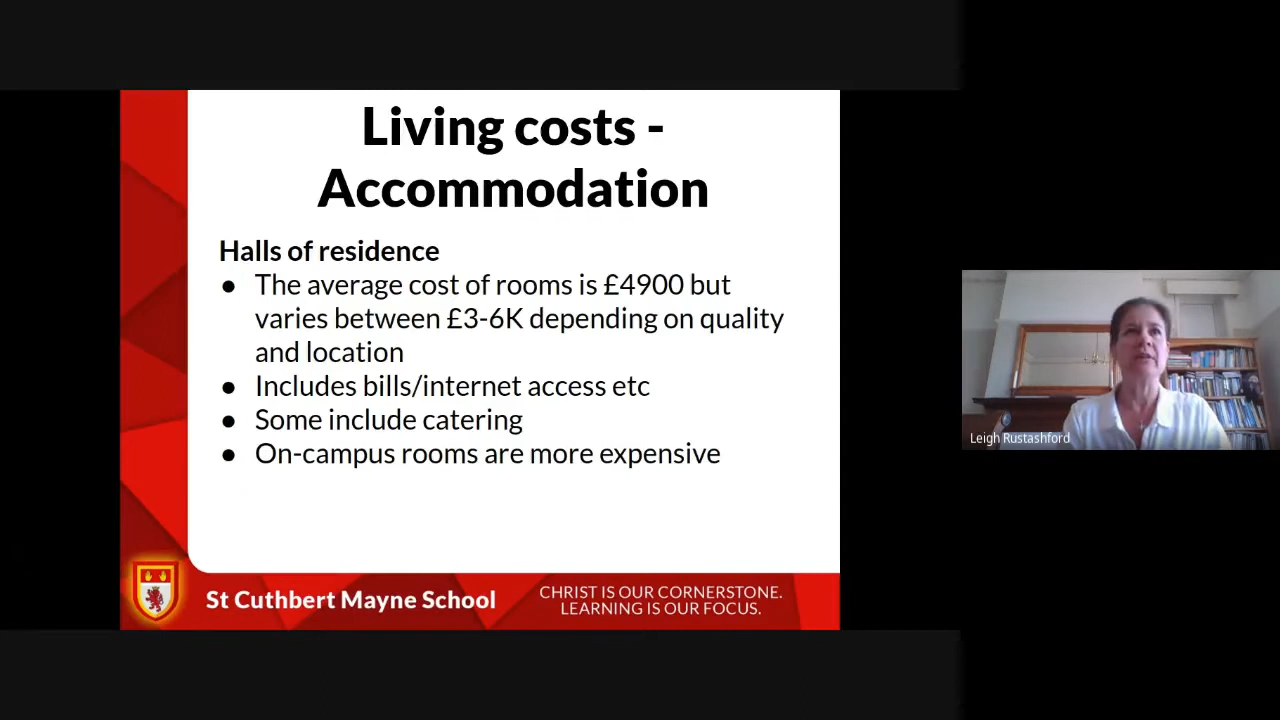 Living costs -
Accommodation
Halls of residence
● The average cost of rooms is £4900 but
varies between £3-6K depending on quality
and location
● Includes bills/internet access etc
● Some include catering
● On-campus rooms are more expensive
Leigh Rustashford
St Cuthbert Mayne School
CHRIST IS OUR CORNERSTONE.
LEARNING IS OUR FOCUS.